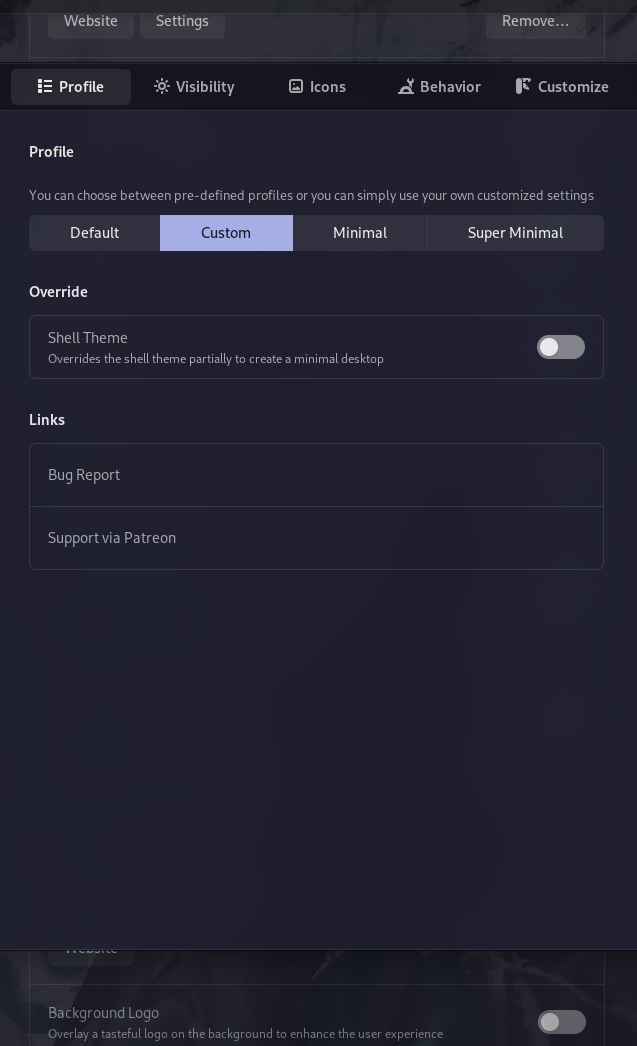 Website
Settings
Remove...
Profile
Visibility
Icons
Behavior
Customize
Profile
You can choose between pre-defined profiles or you can simply use your own customized settings
Default
Custom
Minimal
Super Minimal
Override
Shell Theme
Overrides the shell theme partially to create a minimal desktop
Links
Bug Report
Support via Patreon
Website
Background Logo
Overlay a tasteful logo on the background to enhance the user experience